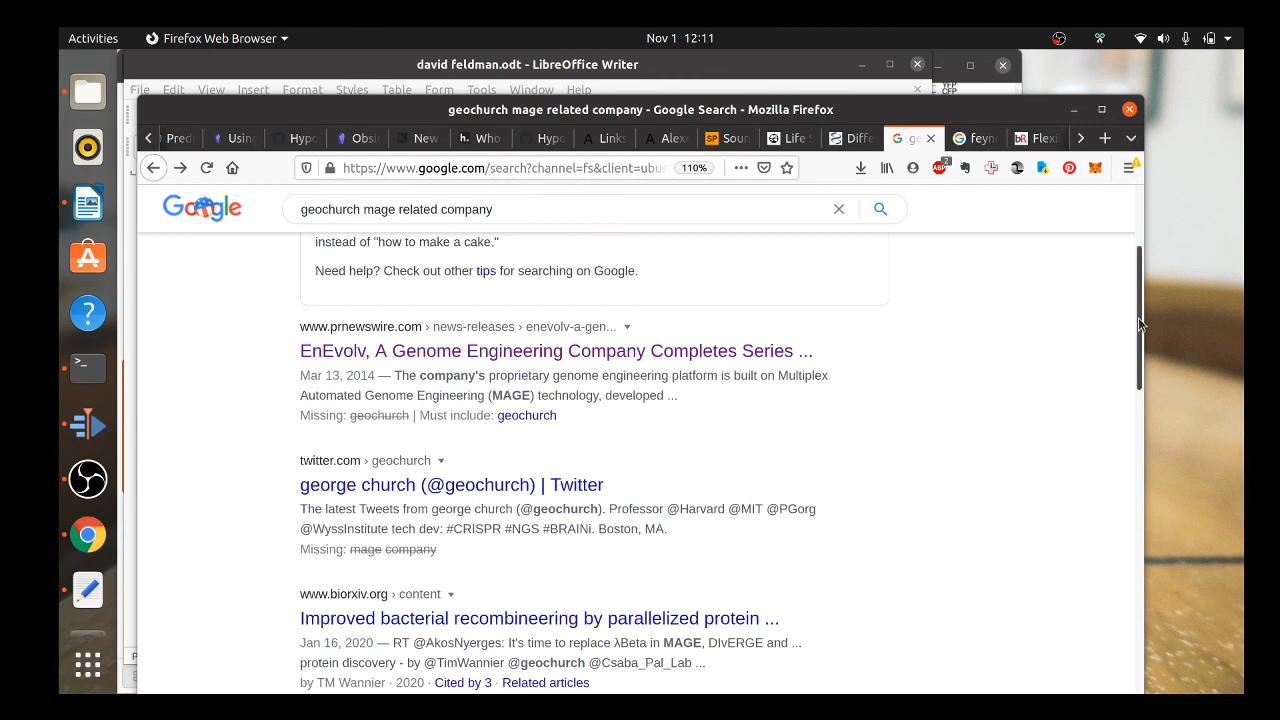 Activities Firefox Web Browser Nov 1 12:11
david feldman.odt - LibreOffice Writer
File Edit View Insert Format Styles Table Form Tools Window Help
geochurch mage related company - Google Search - Mozilla Firefox
Pred Using Hypo Obsi New Who Hypo Links Alex Soun Life Diffe ge feyn Flexil
https://www.google.com/search?channel=fs&client=ubun 110%
Google geochurch mage related company
instead of "how to make a cake."
Need help? Check out other tips for searching on Google.
www.prnewswire.com › news-releases › enevolv-a-gen...
EnEvolv, A Genome Engineering Company Completes Series ...
Mar 13, 2014 — The company's proprietary genome engineering platform is built on Multiplex
Automated Genome Engineering (MAGE) technology, developed ...
Missing: geochurch | Must include: geochurch
twitter.com › geochurch
george church (@geochurch) | Twitter
The latest Tweets from george church (@geochurch). Professor @Harvard @MIT @PGorg
@WyssInstitute tech dev: #CRISPR #NGS #BRAINi. Boston, MA.
Missing: mage company
www.biorxiv.org › content
Improved bacterial recombineering by parallelized protein ...
Jan 16, 2020 — RT @AkosNyerges: It's time to replace λBeta in MAGE, DIvERGE and ...
protein discovery - by @TimWannier @geochurch @Csaba_Pal_Lab ...
by TM Wannier · 2020 · Cited by 3 · Related articles